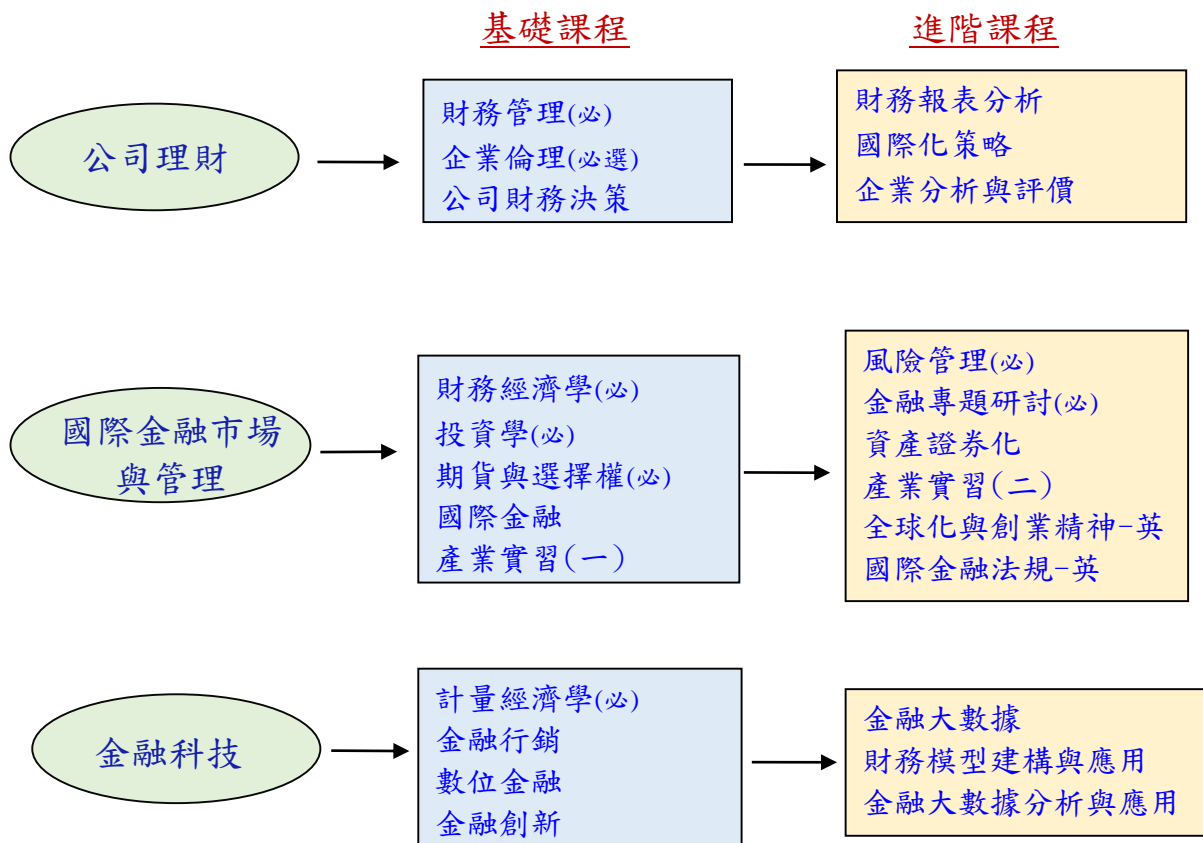 基礎課程
進階課程
公司理財
財務管理(必)
企業倫理(必選)
公司財務決策
財務報表分析
國際化策略
企業分析與評價
國際金融市場
與管理
財務經濟學(必)
投資學(必)
期貨與選擇權(必)
國際金融
產業實習(一)
風險管理(必)
金融專題研討(必)
資產證券化
產業實習(二)
全球化與創業精神-英
國際金融法規-英
金融科技
計量經濟學(必)
金融行銷
數位金融
金融創新
金融大數據
財務模型建構與應用
金融大數據分析與應用